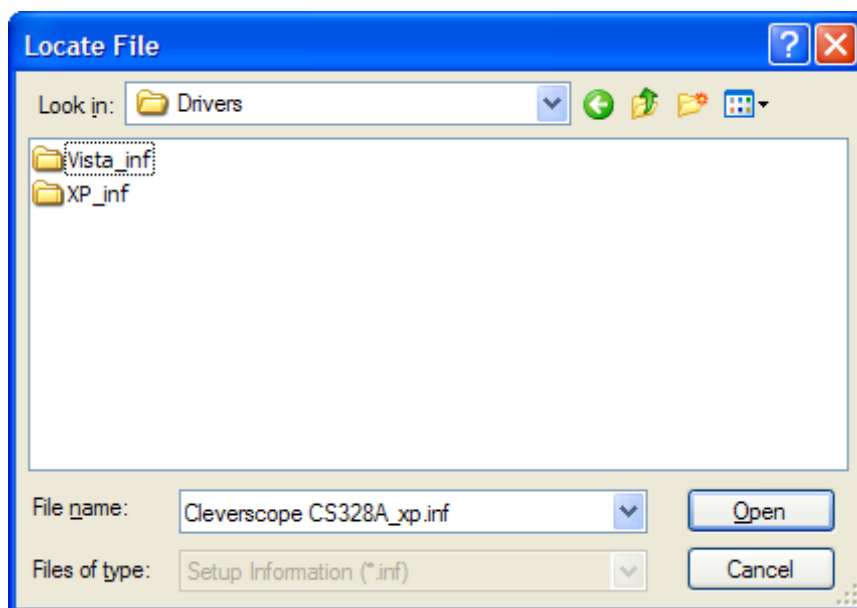 Locate File
Look in: Drivers
Vista_inf
XP_inf
File name: Cleverscope CS328A_xp.inf Open
Files of type: Setup Information (*.inf) Cancel